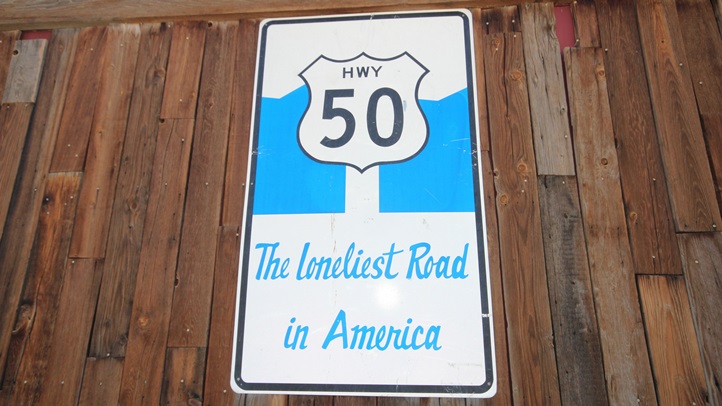 HWY
50
The Loneliest Road
in America